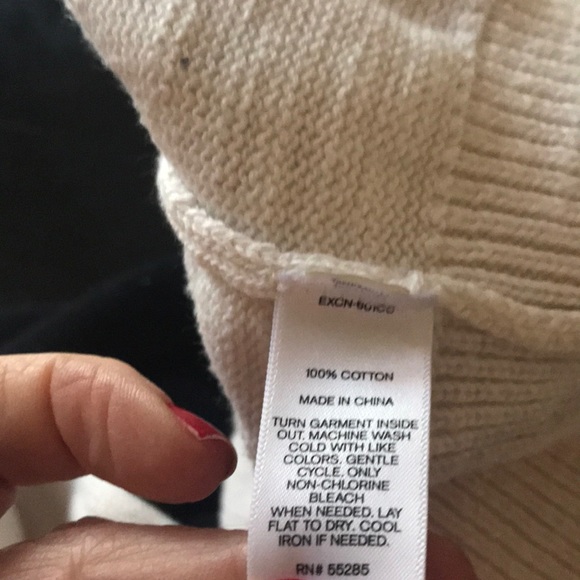 100% COTTON
MADE IN CHINA
TURN GARMENT INSIDE
OUT. MACHINE WASH
COLD WITH LIKE
COLORS. GENTLE
CYCLE. ONLY
NON-CHLORINE
BLEACH
WHEN NEEDED. LAY
FLAT TO DRY. COOL
IRON IF NEEDED.
RN# 55285